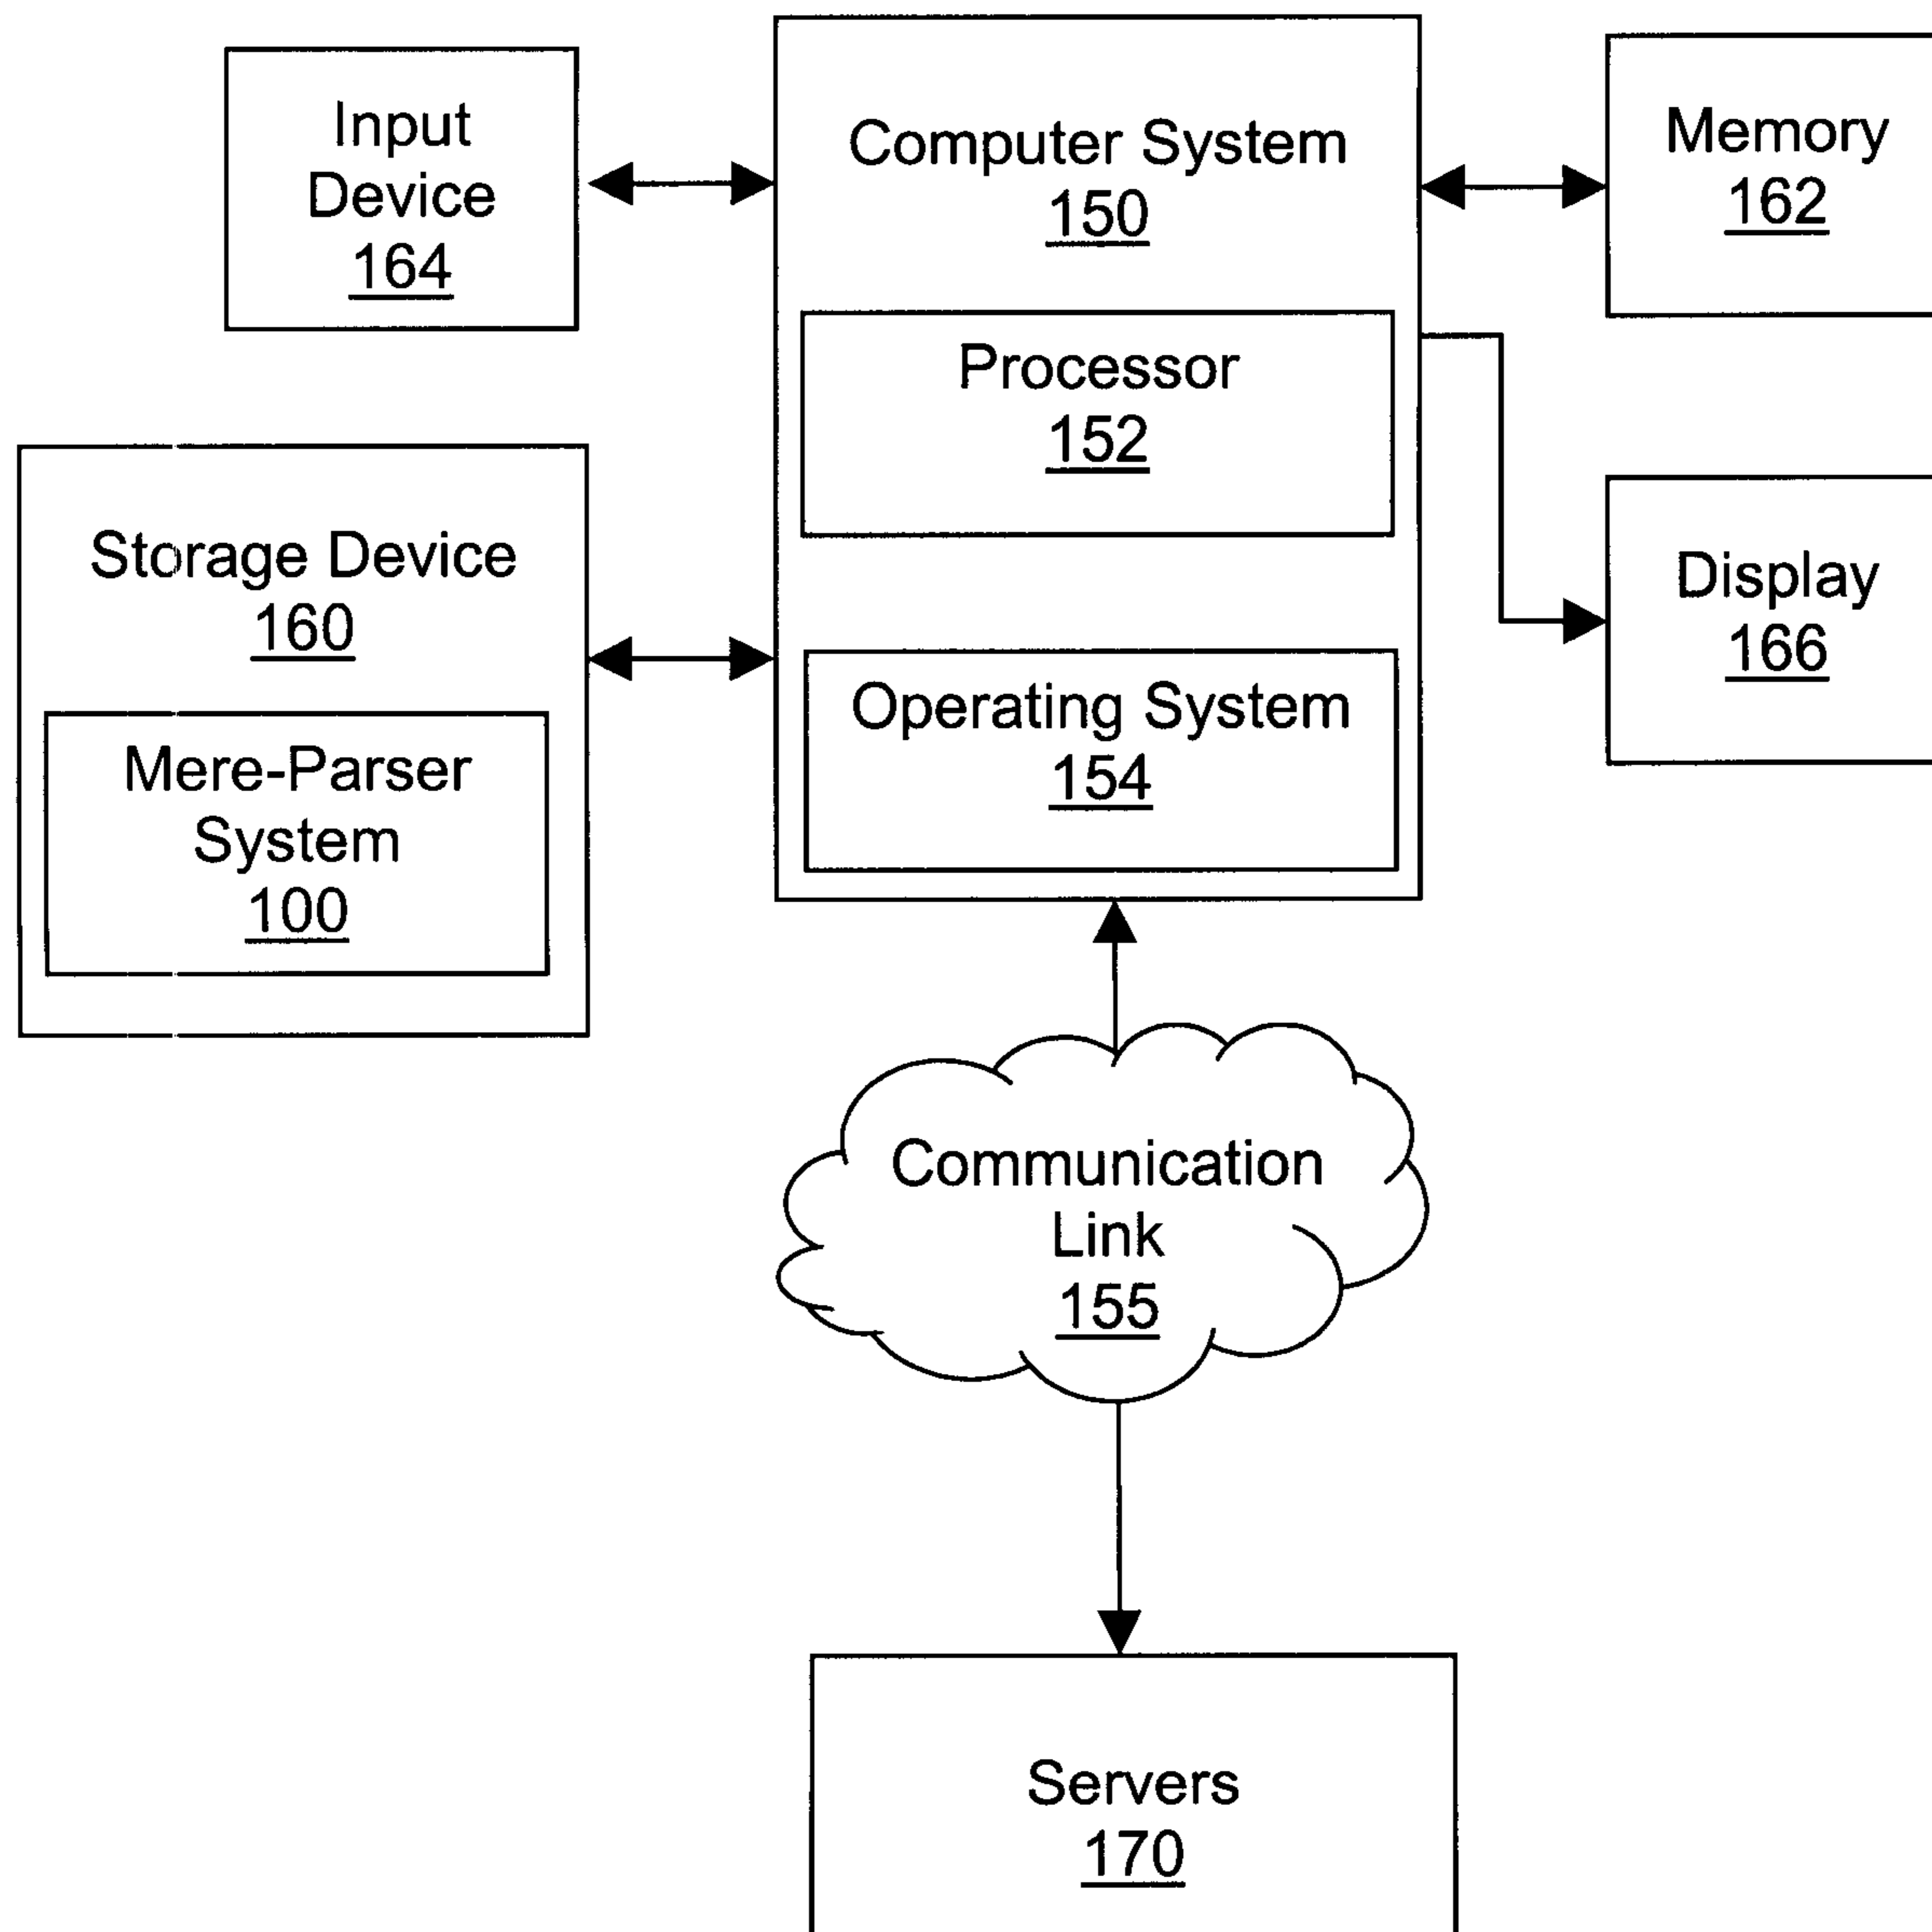 Input
Device
164
Computer System
150
Memory
162
Processor
152
Storage Device
160
Display
166
Operating System
154
Mere-Parser
System
100
Communication
Link
155
Servers
170